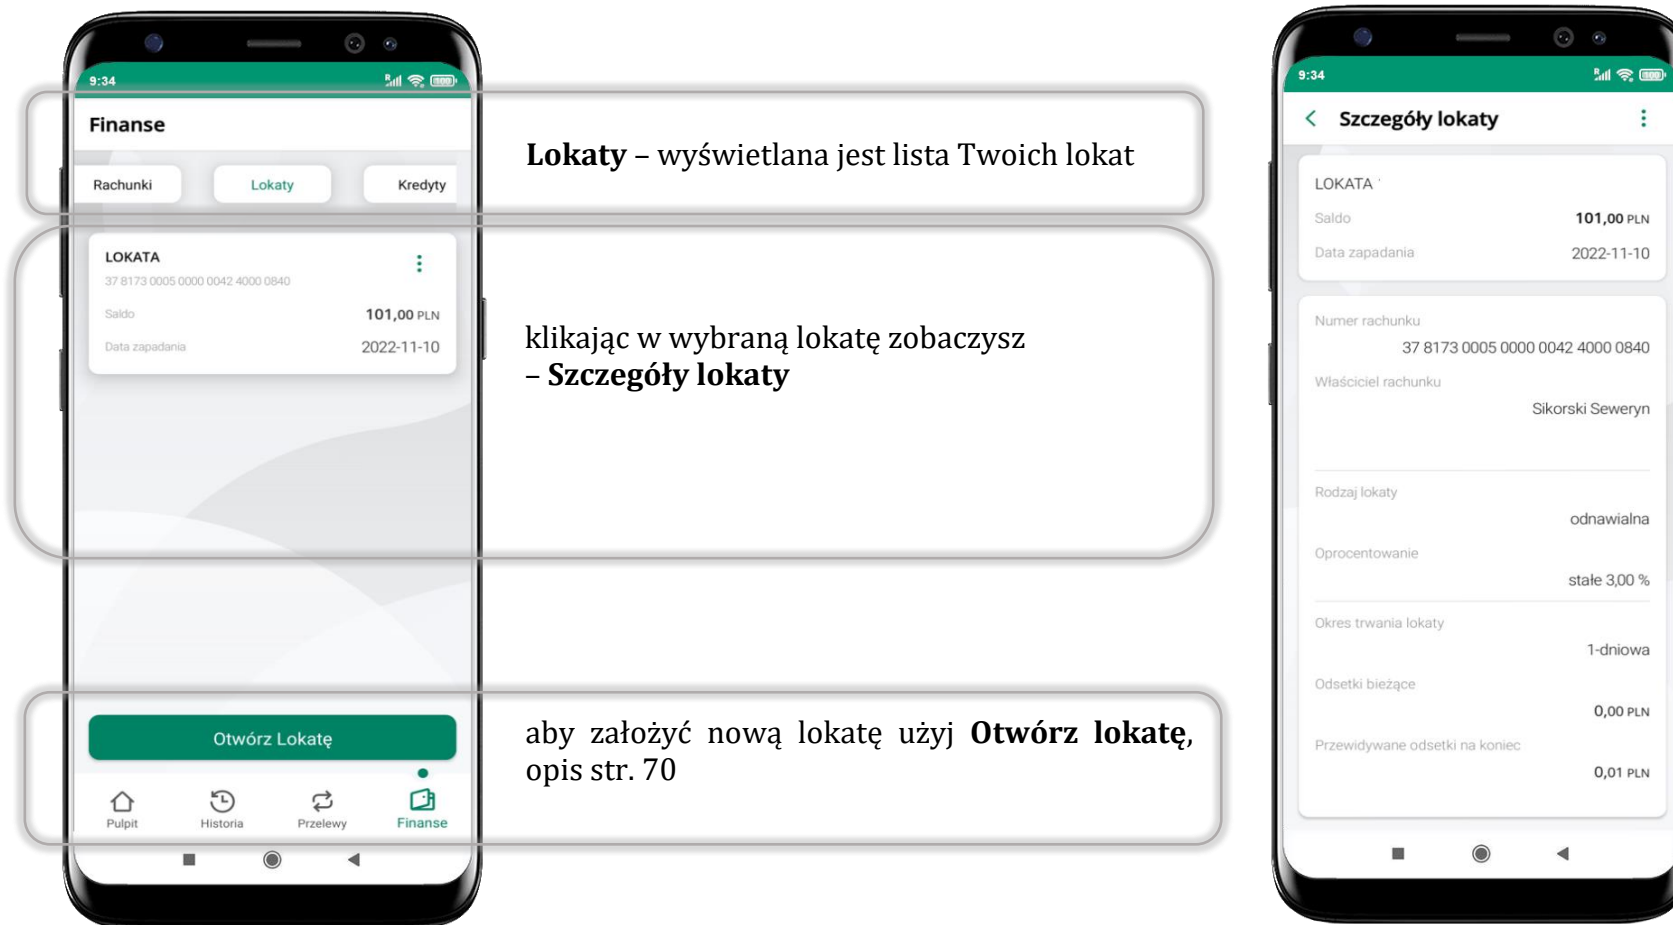 9:34
Finanse
Rachunki Lokaty Kredyty
LOKATA
37 8173 0005 0000 0042 4000 0840
Saldo 101,00 PLN
Data zapadania 2022-11-10
Otwórz Lokatę
Pulpit Historia Przelewy Finanse
Lokaty – wyświetlana jest lista Twoich lokat
klikając w wybraną lokatę zobaczysz
– Szczegóły lokaty
aby założyć nową lokatę użyj Otwórz lokatę,
opis str. 70
9:34
Szczegóły lokaty
LOKATA
Saldo 101,00 PLN
Data zapadania 2022-11-10
Numer rachunku
37 8173 0005 0000 0042 4000 0840
Właściciel rachunku
Sikorski Seweryn
Rodzaj lokaty
odnawialna
Oprocentowanie
stałe 3,00 %
Okres trwania lokaty
1-dniowa
Odsetki bieżące
0,00 PLN
Przewidywane odsetki na koniec
0,01 PLN